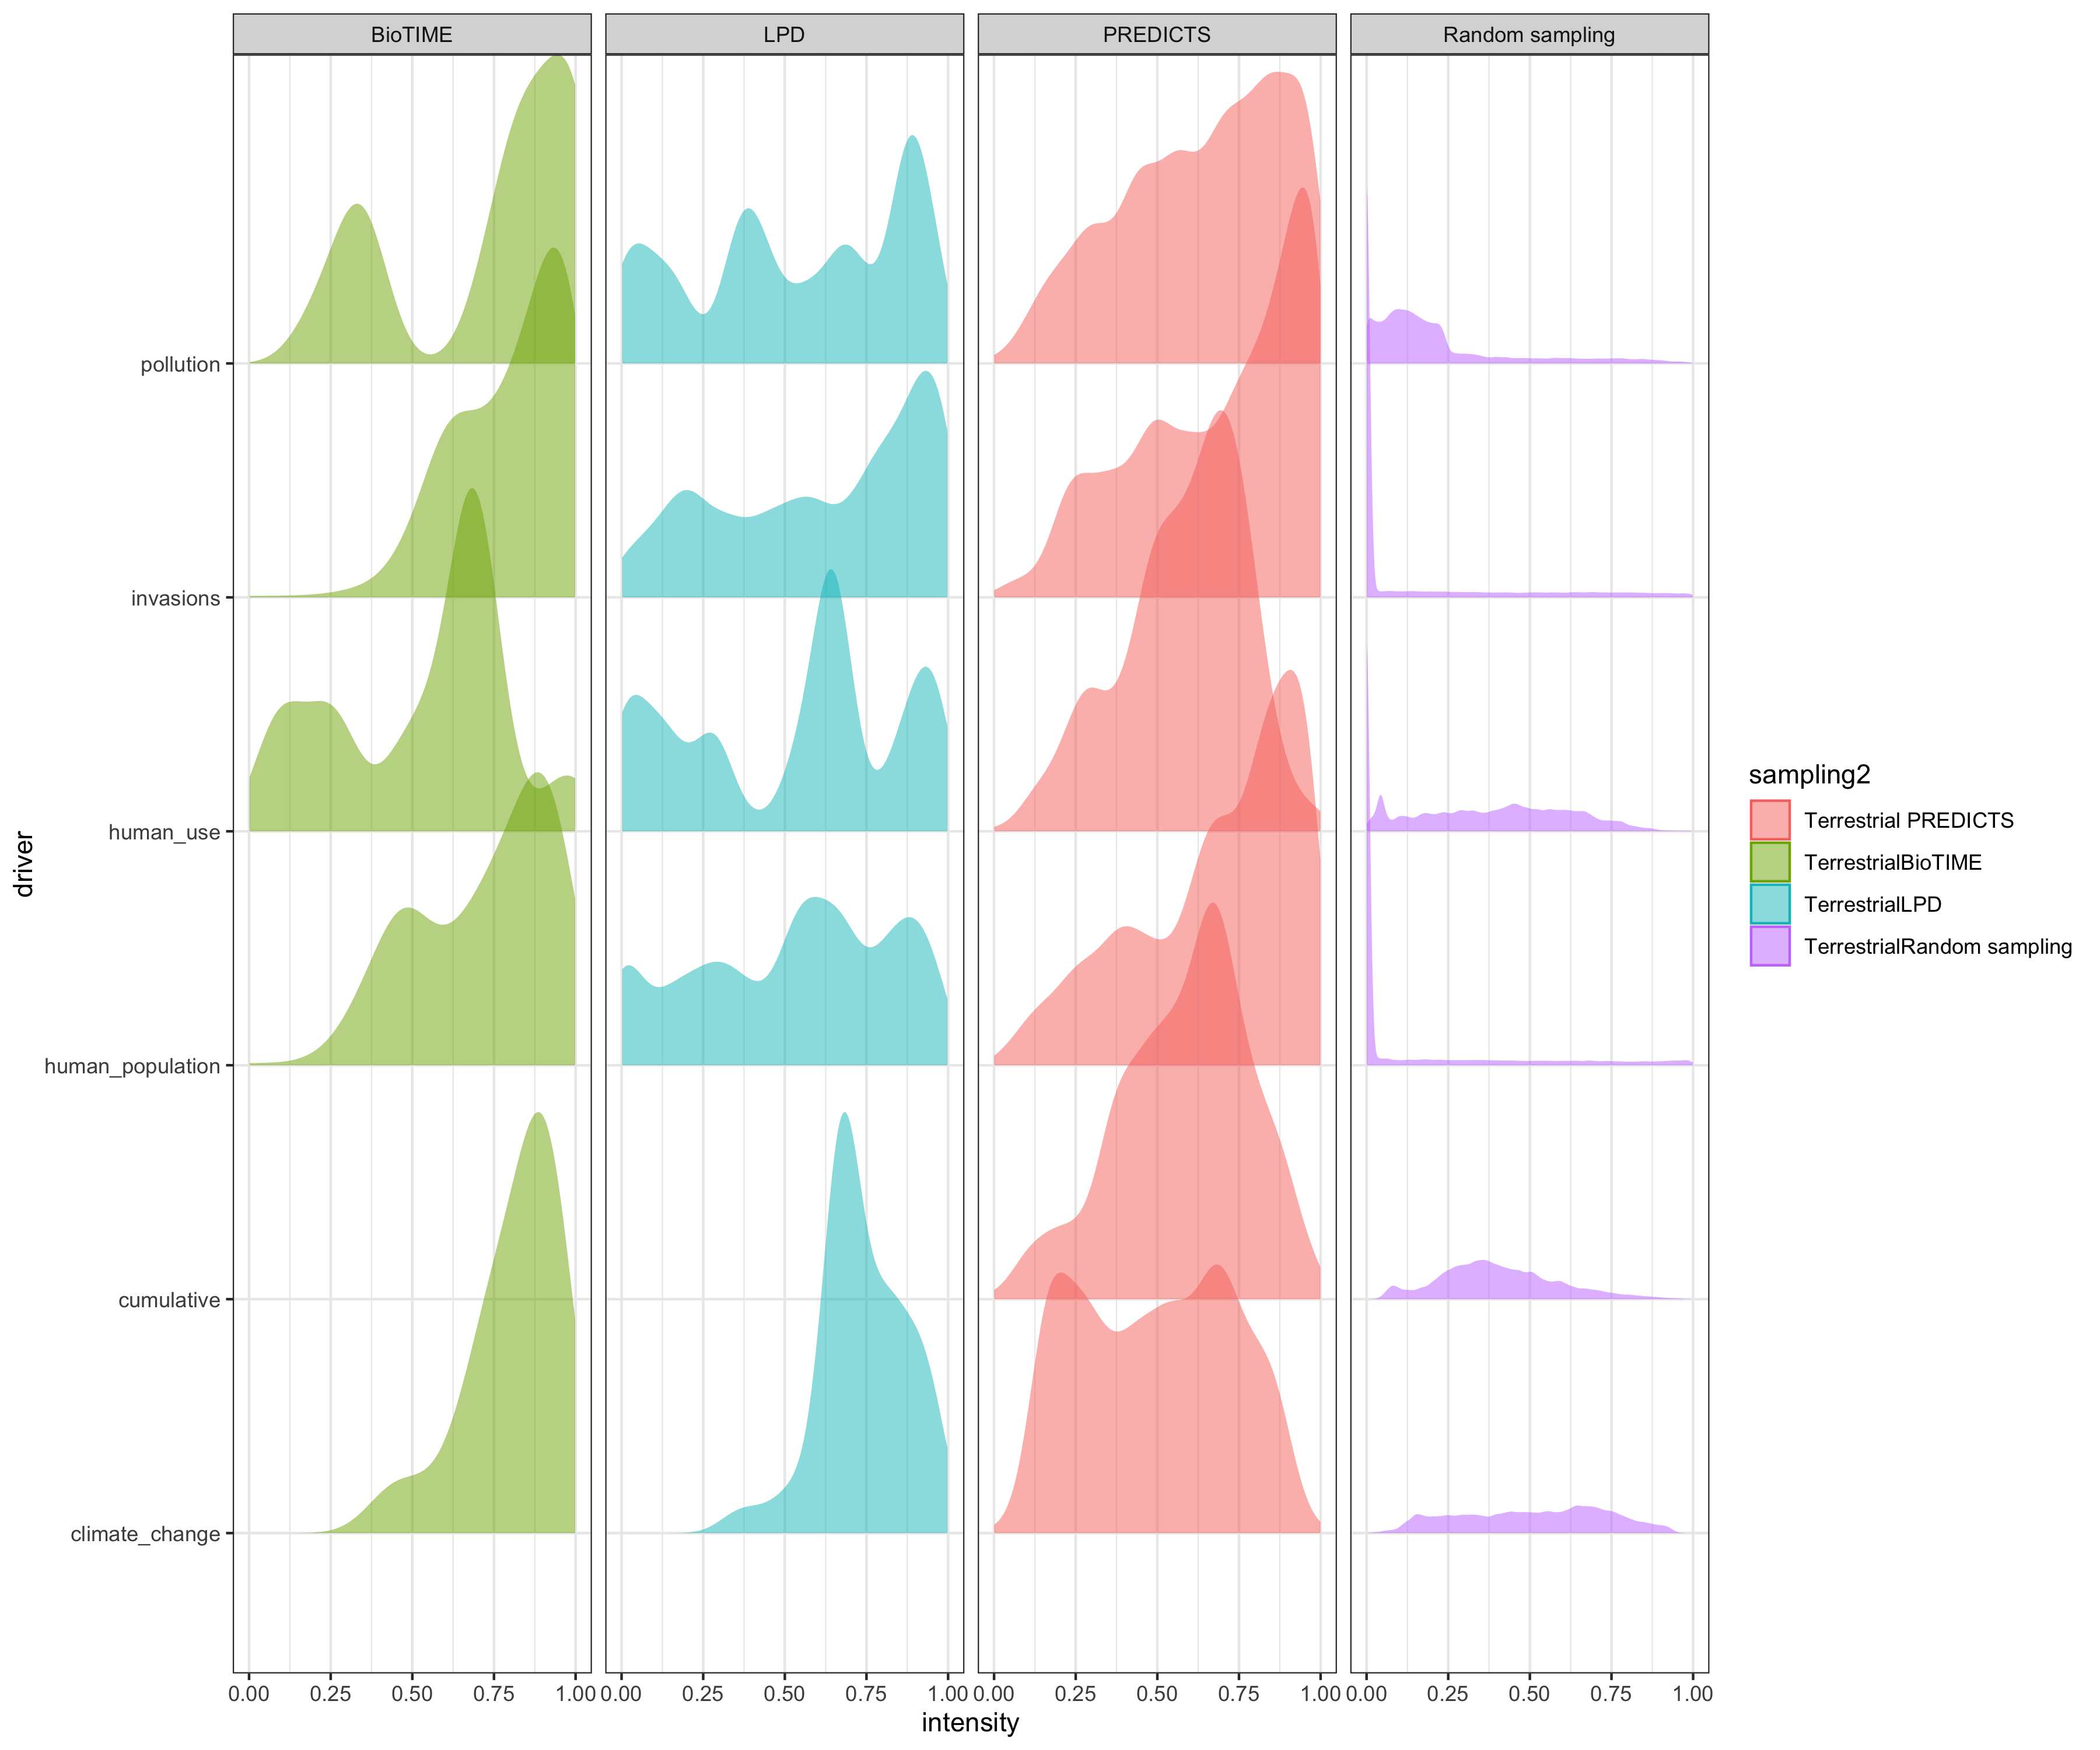 BioTIME LPD PREDICTS Random sampling
pollution
invasions
human_use
human_population
cumulative
climate_change
driver
0.00 0.25 0.50 0.75 1.00 0.00 0.25 0.50 0.75 1.00 0.00 0.25 0.50 0.75 1.00 0.00 0.25 0.50 0.75 1.00
intensity
sampling2
Terrestrial PREDICTS
TerrestrialBioTIME
TerrestrialLPD
TerrestrialRandom sampling